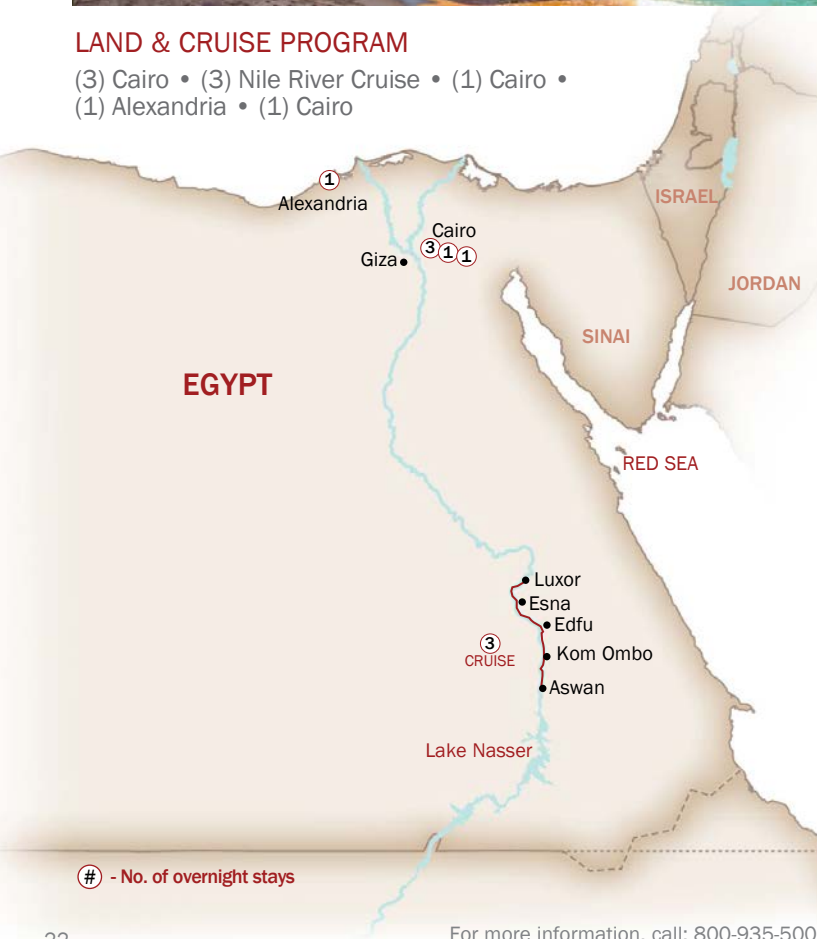 LAND & CRUISE PROGRAM
(3) Cairo • (3) Nile River Cruise • (1) Cairo •
(1) Alexandria • (1) Cairo
1
Alexandria
ISRAEL
Cairo
3 1 1
Giza
JORDAN
SINAI
EGYPT
RED SEA
Luxor
Esna
Edfu
3
CRUISE
Kom Ombo
Aswan
Lake Nasser
# - No. of overnight stays
For more information, call: 800-935-500